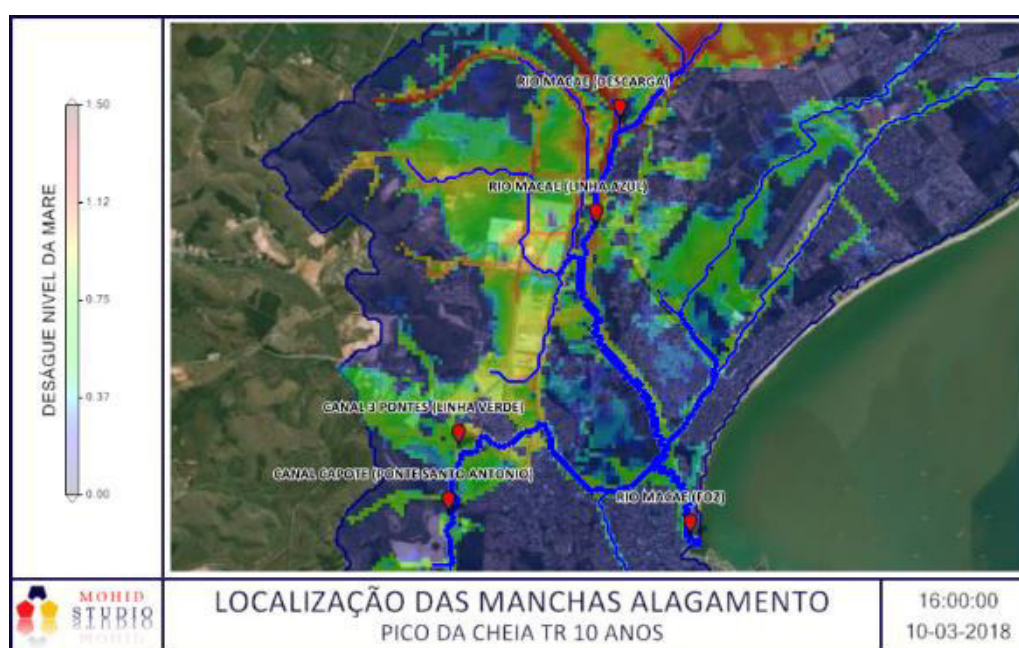 DESÁGUE NIVEL DA MARE
1.50
1.12
0.75
0.37
0.00
RIO MACAE (DESCARGA)
RIO MACAE (LINHA AZUL)
CANAL 3 PONTES (LINHA VERDE)
CANAL CAPOTE (PONTE SANTO ANTONIO)
RIO MACAE (FOZ)
MOHID
STUDIO
LOCALIZAÇÃO DAS MANCHAS ALAGAMENTO
PICO DA CHEIA TR 10 ANOS
16:00:00
10-03-2018